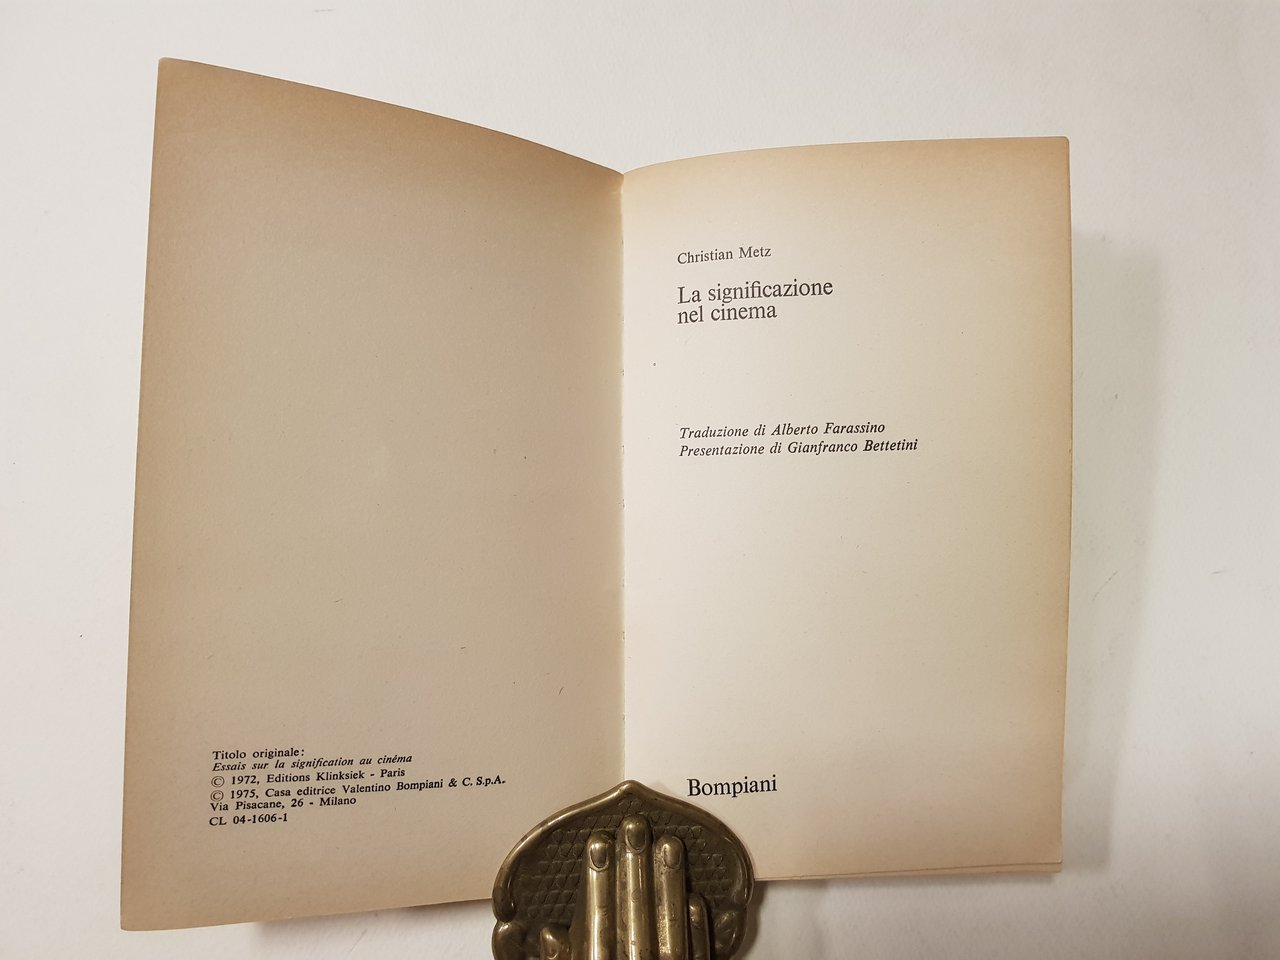 Titolo originale:
Essais sur la signification au cinéma
© 1972, Editions Klinksiek - Paris
© 1975, Casa editrice Valentino Bompiani & C. S.p.A.
Via Pisacane, 26 - Milano
CL 04-1606-1
Christian Metz
La significazione
nel cinema
Traduzione di Alberto Farassino
Presentazione di Gianfranco Bettetini
Bompiani